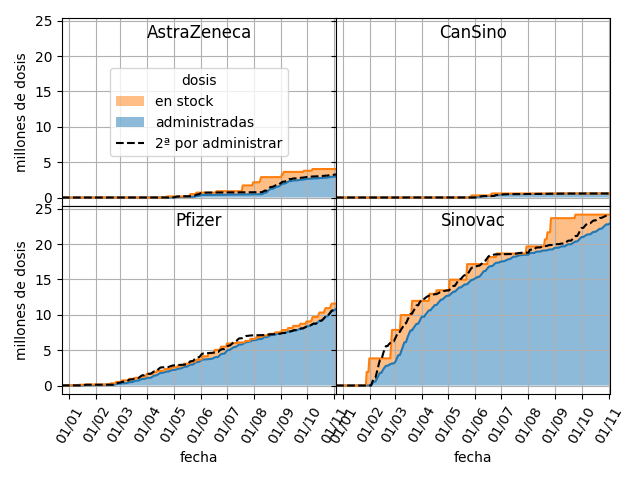 AstraZeneca
CanSino
25
20
15
10
5
0
millones de dosis
dosis
en stock
administradas
2ª por administrar
Pfizer
Sinovac
25
20
15
10
5
0
millones de dosis
01/01 01/02 01/03 01/04 01/05 01/06 01/07 01/08 01/09 01/10 01/11
01/01 01/02 01/03 01/04 01/05 01/06 01/07 01/08 01/09 01/10 01/11
fecha
fecha